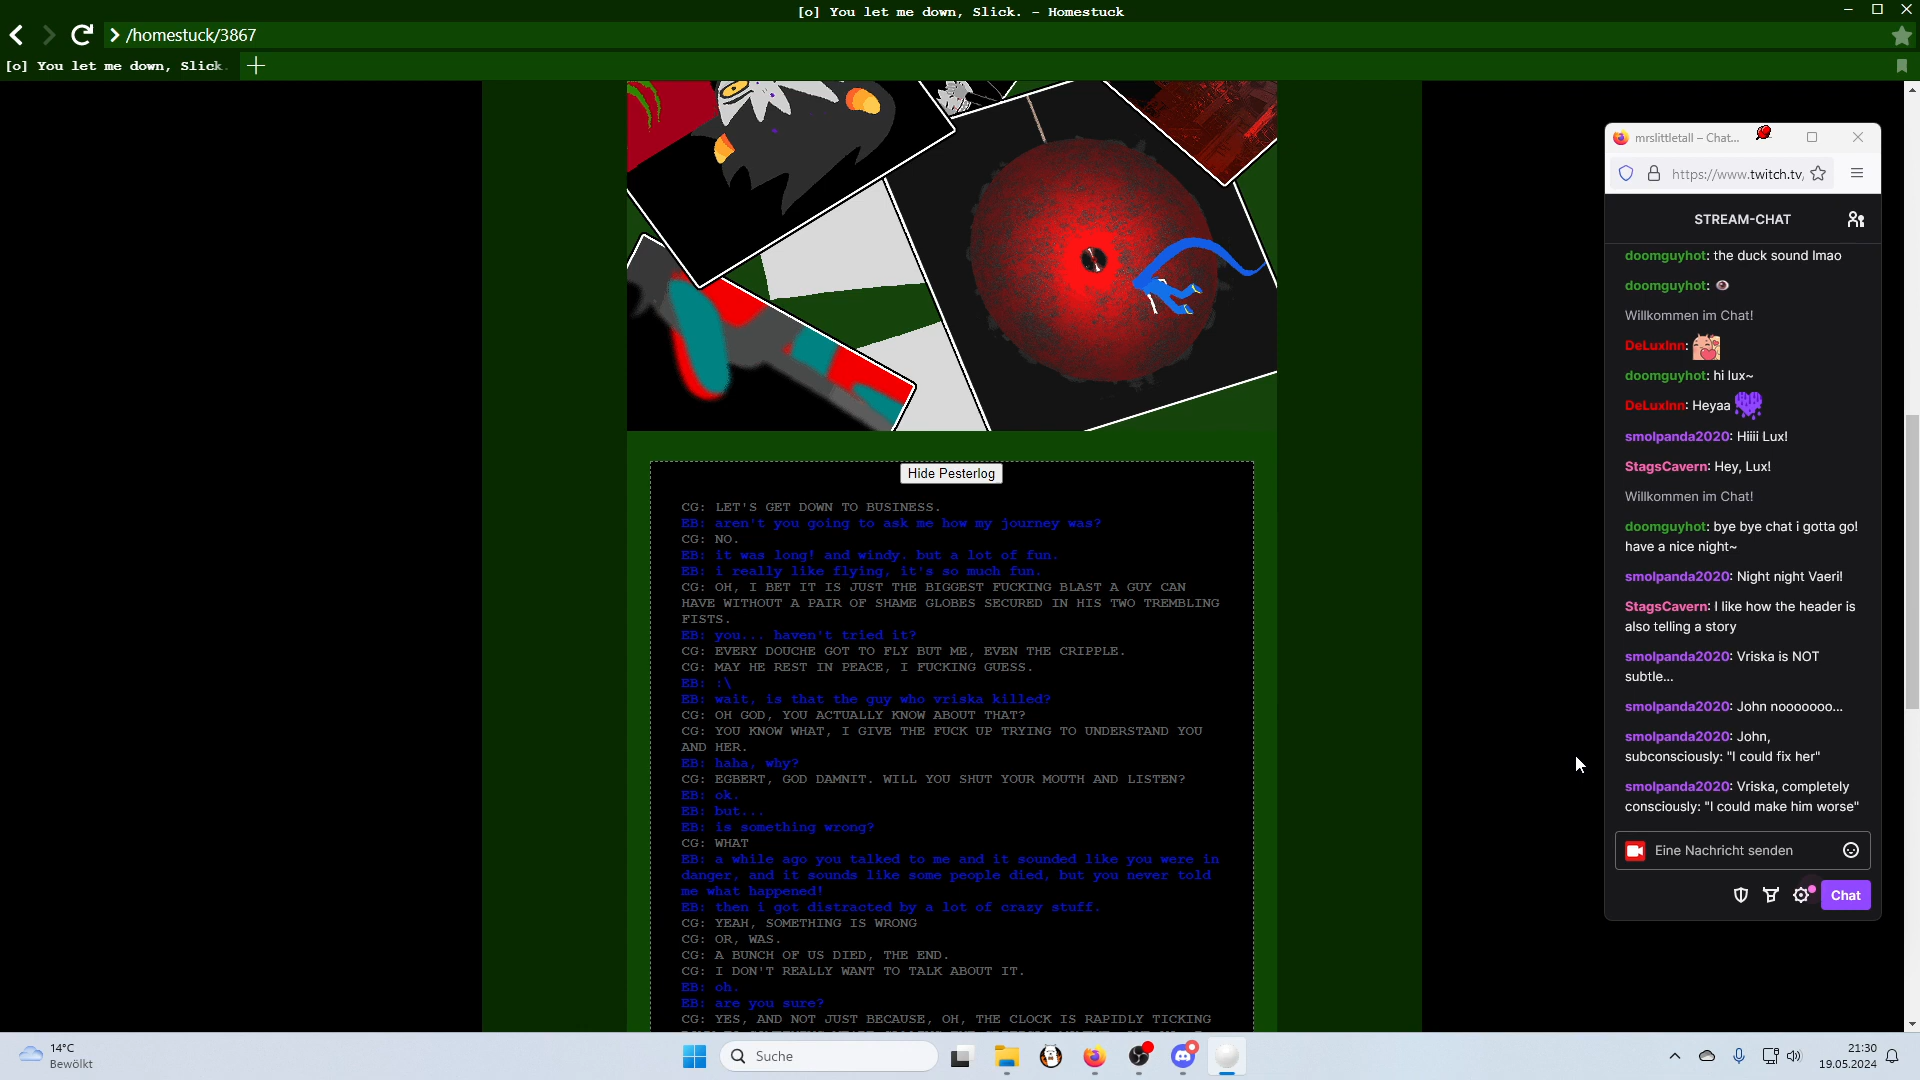 [o] You let me down, Slick. - Homestuck
/homestuck/3867
[o] You let me down, Slick.
Hide Pesterlog
CG: LET'S GET DOWN TO BUSINESS.
EB: aren't you going to ask me how my journey was?
CG: NO.
EB: it was long! and windy. but a lot of fun.
EB: i really like flying, it's so much fun.
CG: OH, I BET IT IS JUST THE BIGGEST FUCKING BLAST A GUY CAN
HAVE WITHOUT A PAIR OF SHAME GLOBES SECURED IN HIS TWO TREMBLING
FISTS.
EB: you... haven't tried it?
CG: EVERY DOUCHE GOT TO FLY BUT ME, EVEN THE CRIPPLE.
CG: MAY HE REST IN PEACE, I FUCKING GUESS.
EB: :\
EB: wait, is that the guy who vriska killed?
CG: OH GOD, YOU ACTUALLY KNOW ABOUT THAT?
CG: YOU KNOW WHAT, I GIVE THE FUCK UP TRYING TO UNDERSTAND YOU
AND HER.
EB: haha, why?
CG: EGBERT, GOD DAMNIT. WILL YOU SHUT YOUR MOUTH AND LISTEN?
EB: ok.
EB: but...
EB: is something wrong?
CG: WHAT
EB: a while ago you talked to me and it sounded like you were in
danger, and it sounds like some people died, but you never told
me what happened!
EB: then i got distracted by a lot of crazy stuff.
CG: YEAH, SOMETHING IS WRONG
CG: OR, WAS.
CG: A BUNCH OF US DIED, THE END.
CG: I DON'T REALLY WANT TO TALK ABOUT IT.
EB: oh.
EB: are you sure?
CG: YES, AND NOT JUST BECAUSE, OH, THE CLOCK IS RAPIDLY TICKING
mrslittletall – Chat...
https://www.twitch.tv/
STREAM-CHAT
doomguyhot: the duck sound lmao
doomguyhot:
Willkommen im Chat!
DeLuxInn:
doomguyhot: hi lux~
DeLuxInn: Heyaa
smolpanda2020: Hiiii Lux!
StagsCavern: Hey, Lux!
Willkommen im Chat!
doomguyhot: bye bye chat i gotta go!
have a nice night~
smolpanda2020: Night night Vaeri!
StagsCavern: I like how the header is
also telling a story
smolpanda2020: Vriska is NOT
subtle...
smolpanda2020: John nooooooo...
smolpanda2020: John,
subconsciously: "I could fix her"
smolpanda2020: Vriska, completely
consciously: "I could make him worse"
Eine Nachricht senden
Chat
14°C
Bewölkt
Suche
21:30
19.05.2024